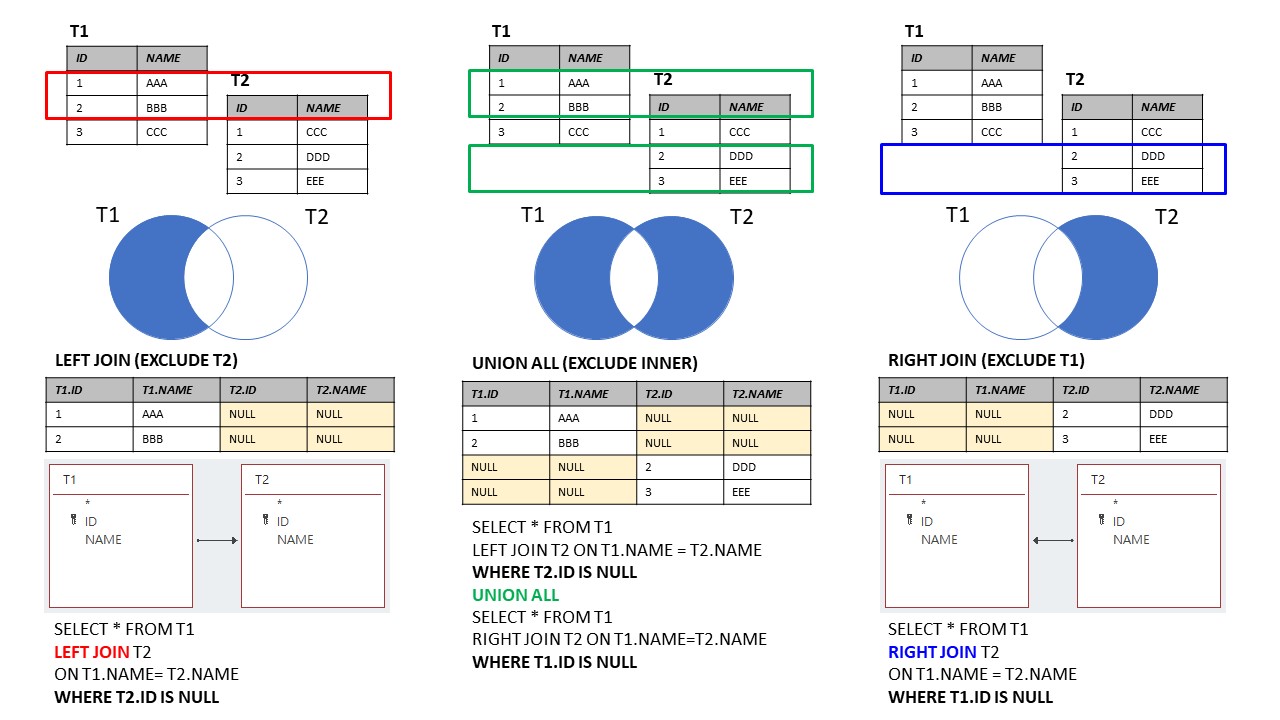 T1
ID NAME
1 AAA
2 BBB
3 CCC
T2
ID NAME
1 CCC
2 DDD
3 EEE
T1 T2
LEFT JOIN (EXCLUDE T2)
T1.ID T1.NAME T2.ID T2.NAME
1 AAA NULL NULL
2 BBB NULL NULL
T1
*
ID
NAME
T2
*
ID
NAME
SELECT * FROM T1
LEFT JOIN T2
ON T1.NAME= T2.NAME
WHERE T2.ID IS NULL
T1
ID NAME
1 AAA
2 BBB
3 CCC
T2
ID NAME
1 CCC
2 DDD
3 EEE
T1 T2
UNION ALL (EXCLUDE INNER)
T1.ID T1.NAME T2.ID T2.NAME
1 AAA NULL NULL
2 BBB NULL NULL
NULL NULL 2 DDD
NULL NULL 3 EEE
SELECT * FROM T1
LEFT JOIN T2 ON T1.NAME = T2.NAME
WHERE T2.ID IS NULL
UNION ALL
SELECT * FROM T1
RIGHT JOIN T2 ON T1.NAME=T2.NAME
WHERE T1.ID IS NULL
T1
ID NAME
1 AAA
2 BBB
3 CCC
T2
ID NAME
1 CCC
2 DDD
3 EEE
T1 T2
RIGHT JOIN (EXCLUDE T1)
T1.ID T1.NAME T2.ID T2.NAME
NULL NULL 2 DDD
NULL NULL 3 EEE
T1
*
ID
NAME
T2
*
ID
NAME
SELECT * FROM T1
RIGHT JOIN T2
ON T1.NAME = T2.NAME
WHERE T1.ID IS NULL